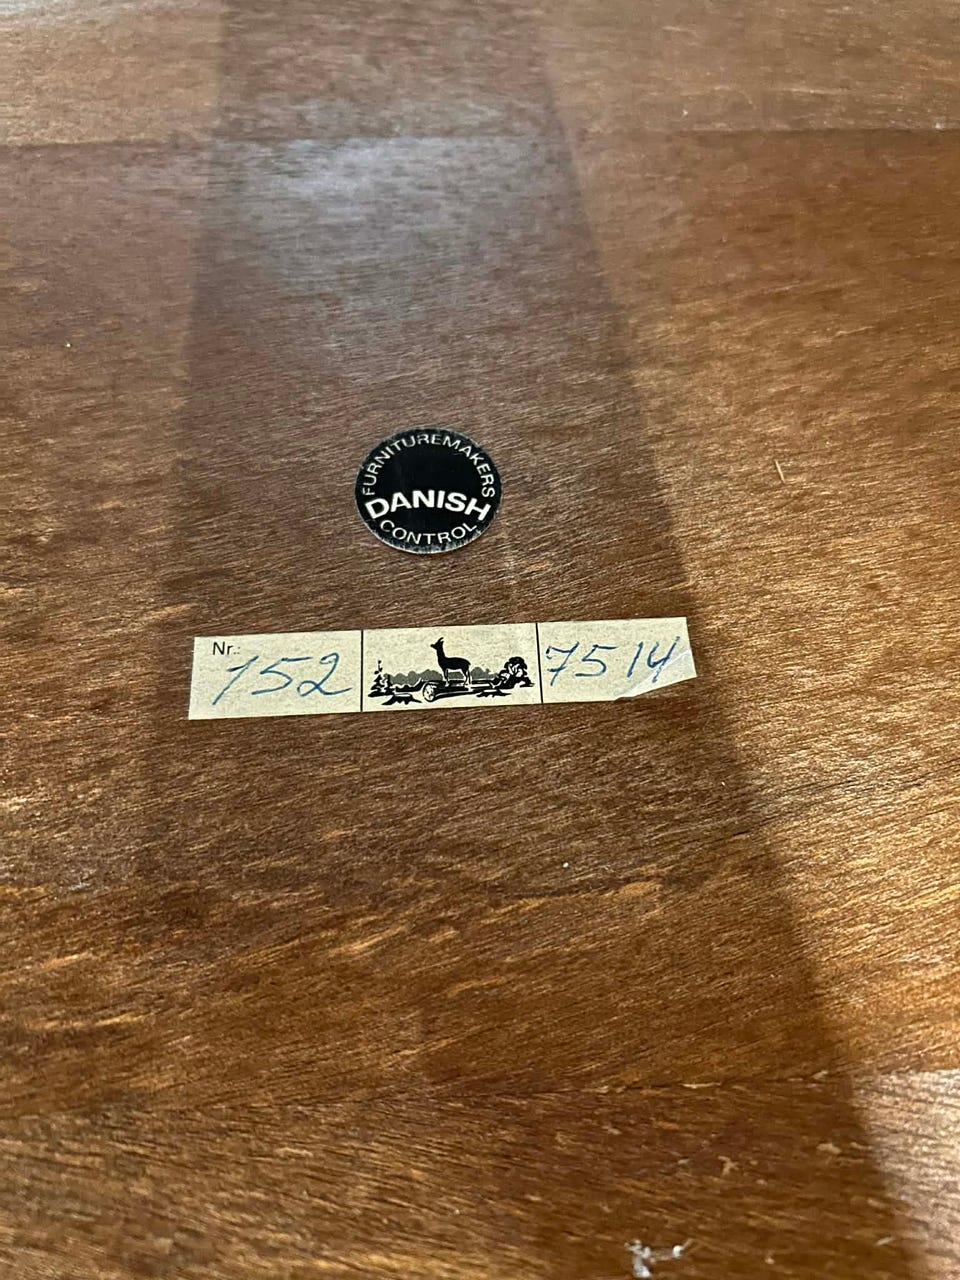 FURNITUREMAKERS
DANISH
CONTROL
Nr.: 152 7514